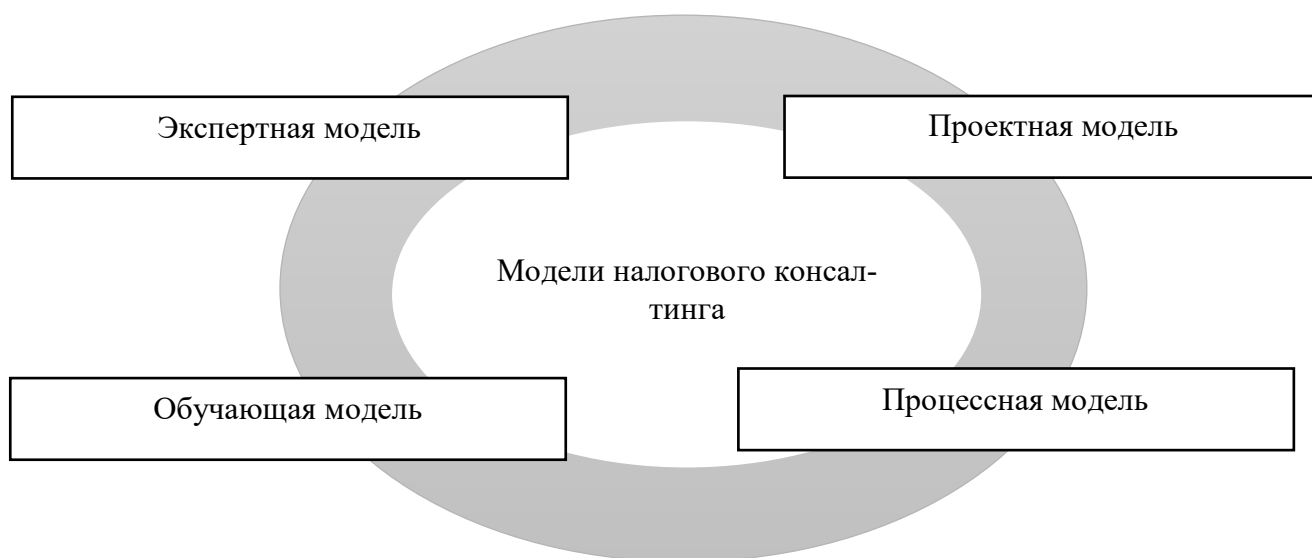 Экспертная модель
Проектная модель
Модели налогового консал-
тинга
Обучающая модель
Процессная модель